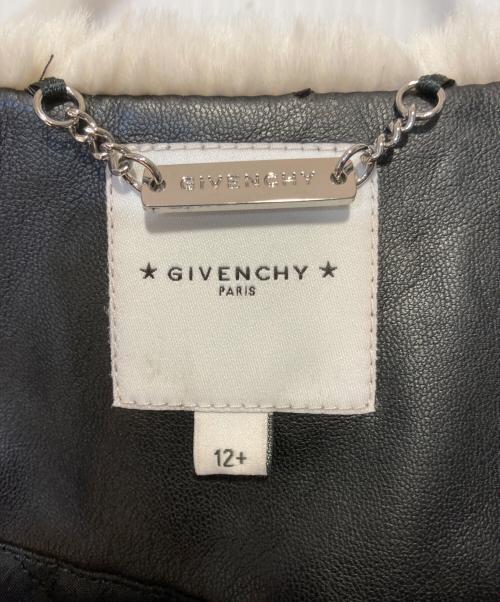 GIVENCHY
★ GIVENCHY ★
PARIS
12+